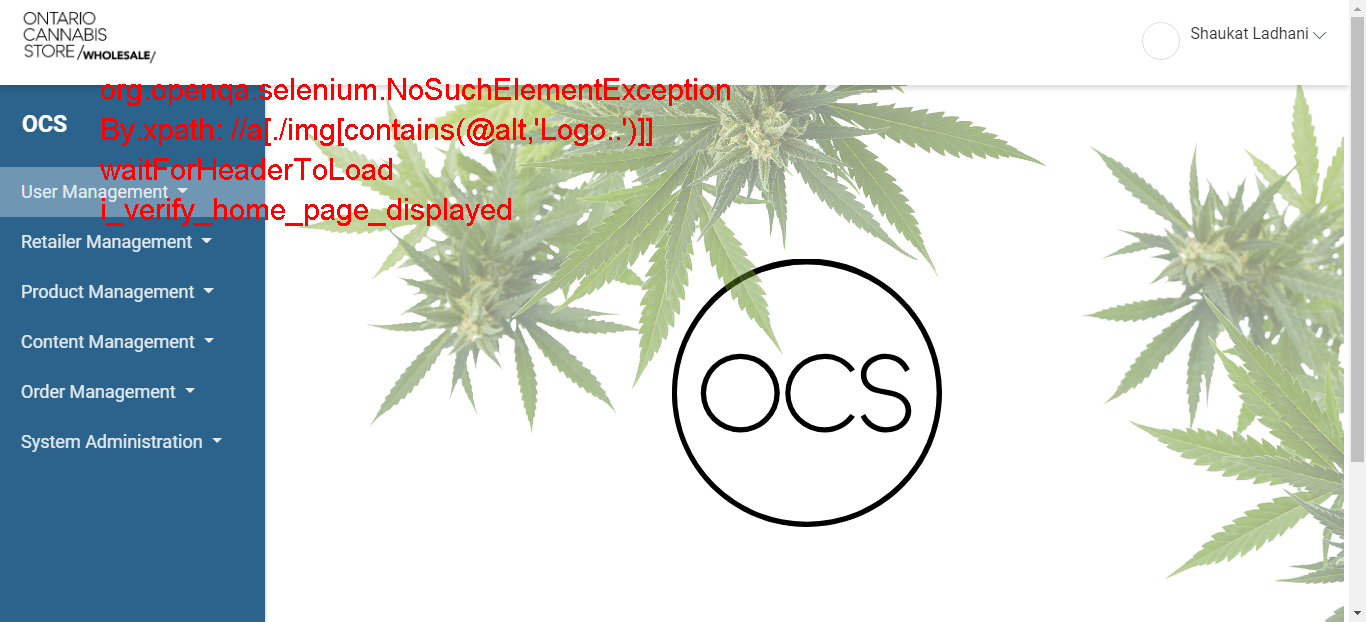 ONTARIO
CANNABIS
STORE/WHOLESALE/
Shaukat Ladhani
org.openqa.selenium.NoSuchElementException
OCS
By.xpath: //a[./img[contains(@alt,'Logo..')]]
waitForHeaderToLoad
User Management
i_verify_home_page_displayed
Retailer Management
Product Management
Content Management
Order Management
System Administration
OCS